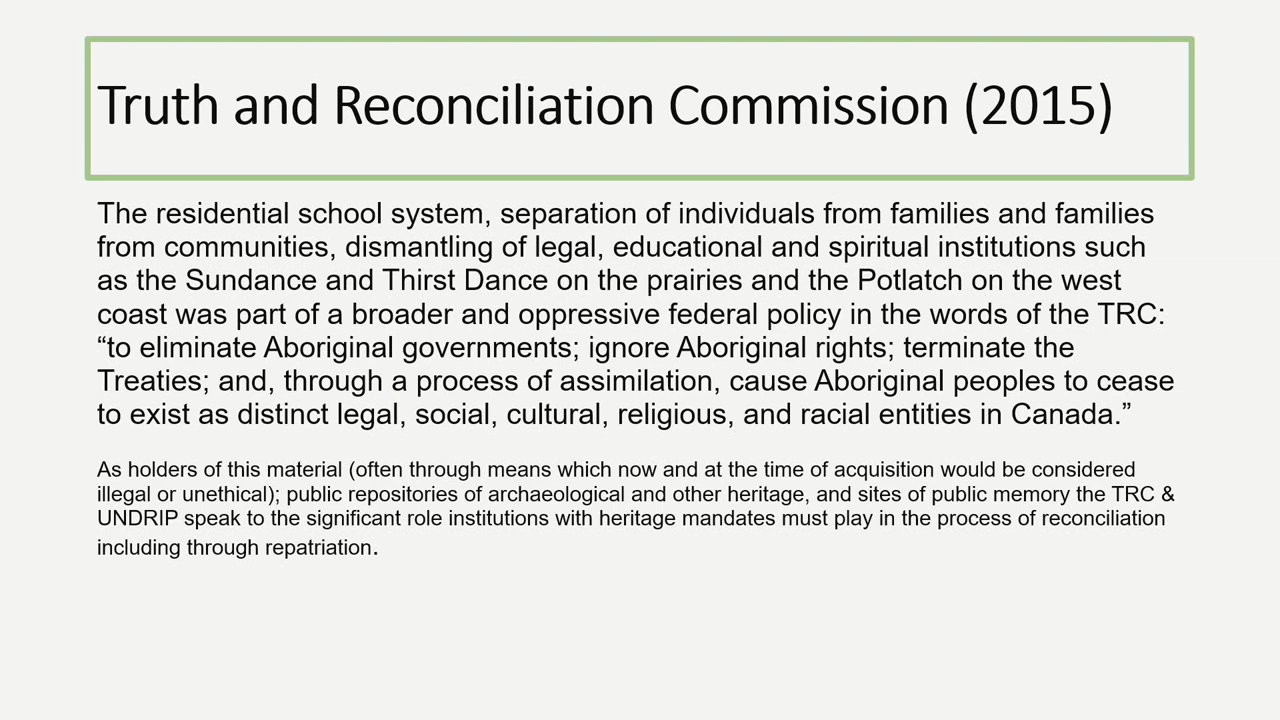 Truth and Reconciliation Commission (2015)
The residential school system, separation of individuals from families and families
from communities, dismantling of legal, educational and spiritual institutions such
as the Sundance and Thirst Dance on the prairies and the Potlatch on the west
coast was part of a broader and oppressive federal policy in the words of the TRC:
“to eliminate Aboriginal governments; ignore Aboriginal rights; terminate the
Treaties; and, through a process of assimilation, cause Aboriginal peoples to cease
to exist as distinct legal, social, cultural, religious, and racial entities in Canada.”
As holders of this material (often through means which now and at the time of acquisition would be considered
illegal or unethical); public repositories of archaeological and other heritage, and sites of public memory the TRC &
UNDRIP speak to the significant role institutions with heritage mandates must play in the process of reconciliation
including through repatriation.